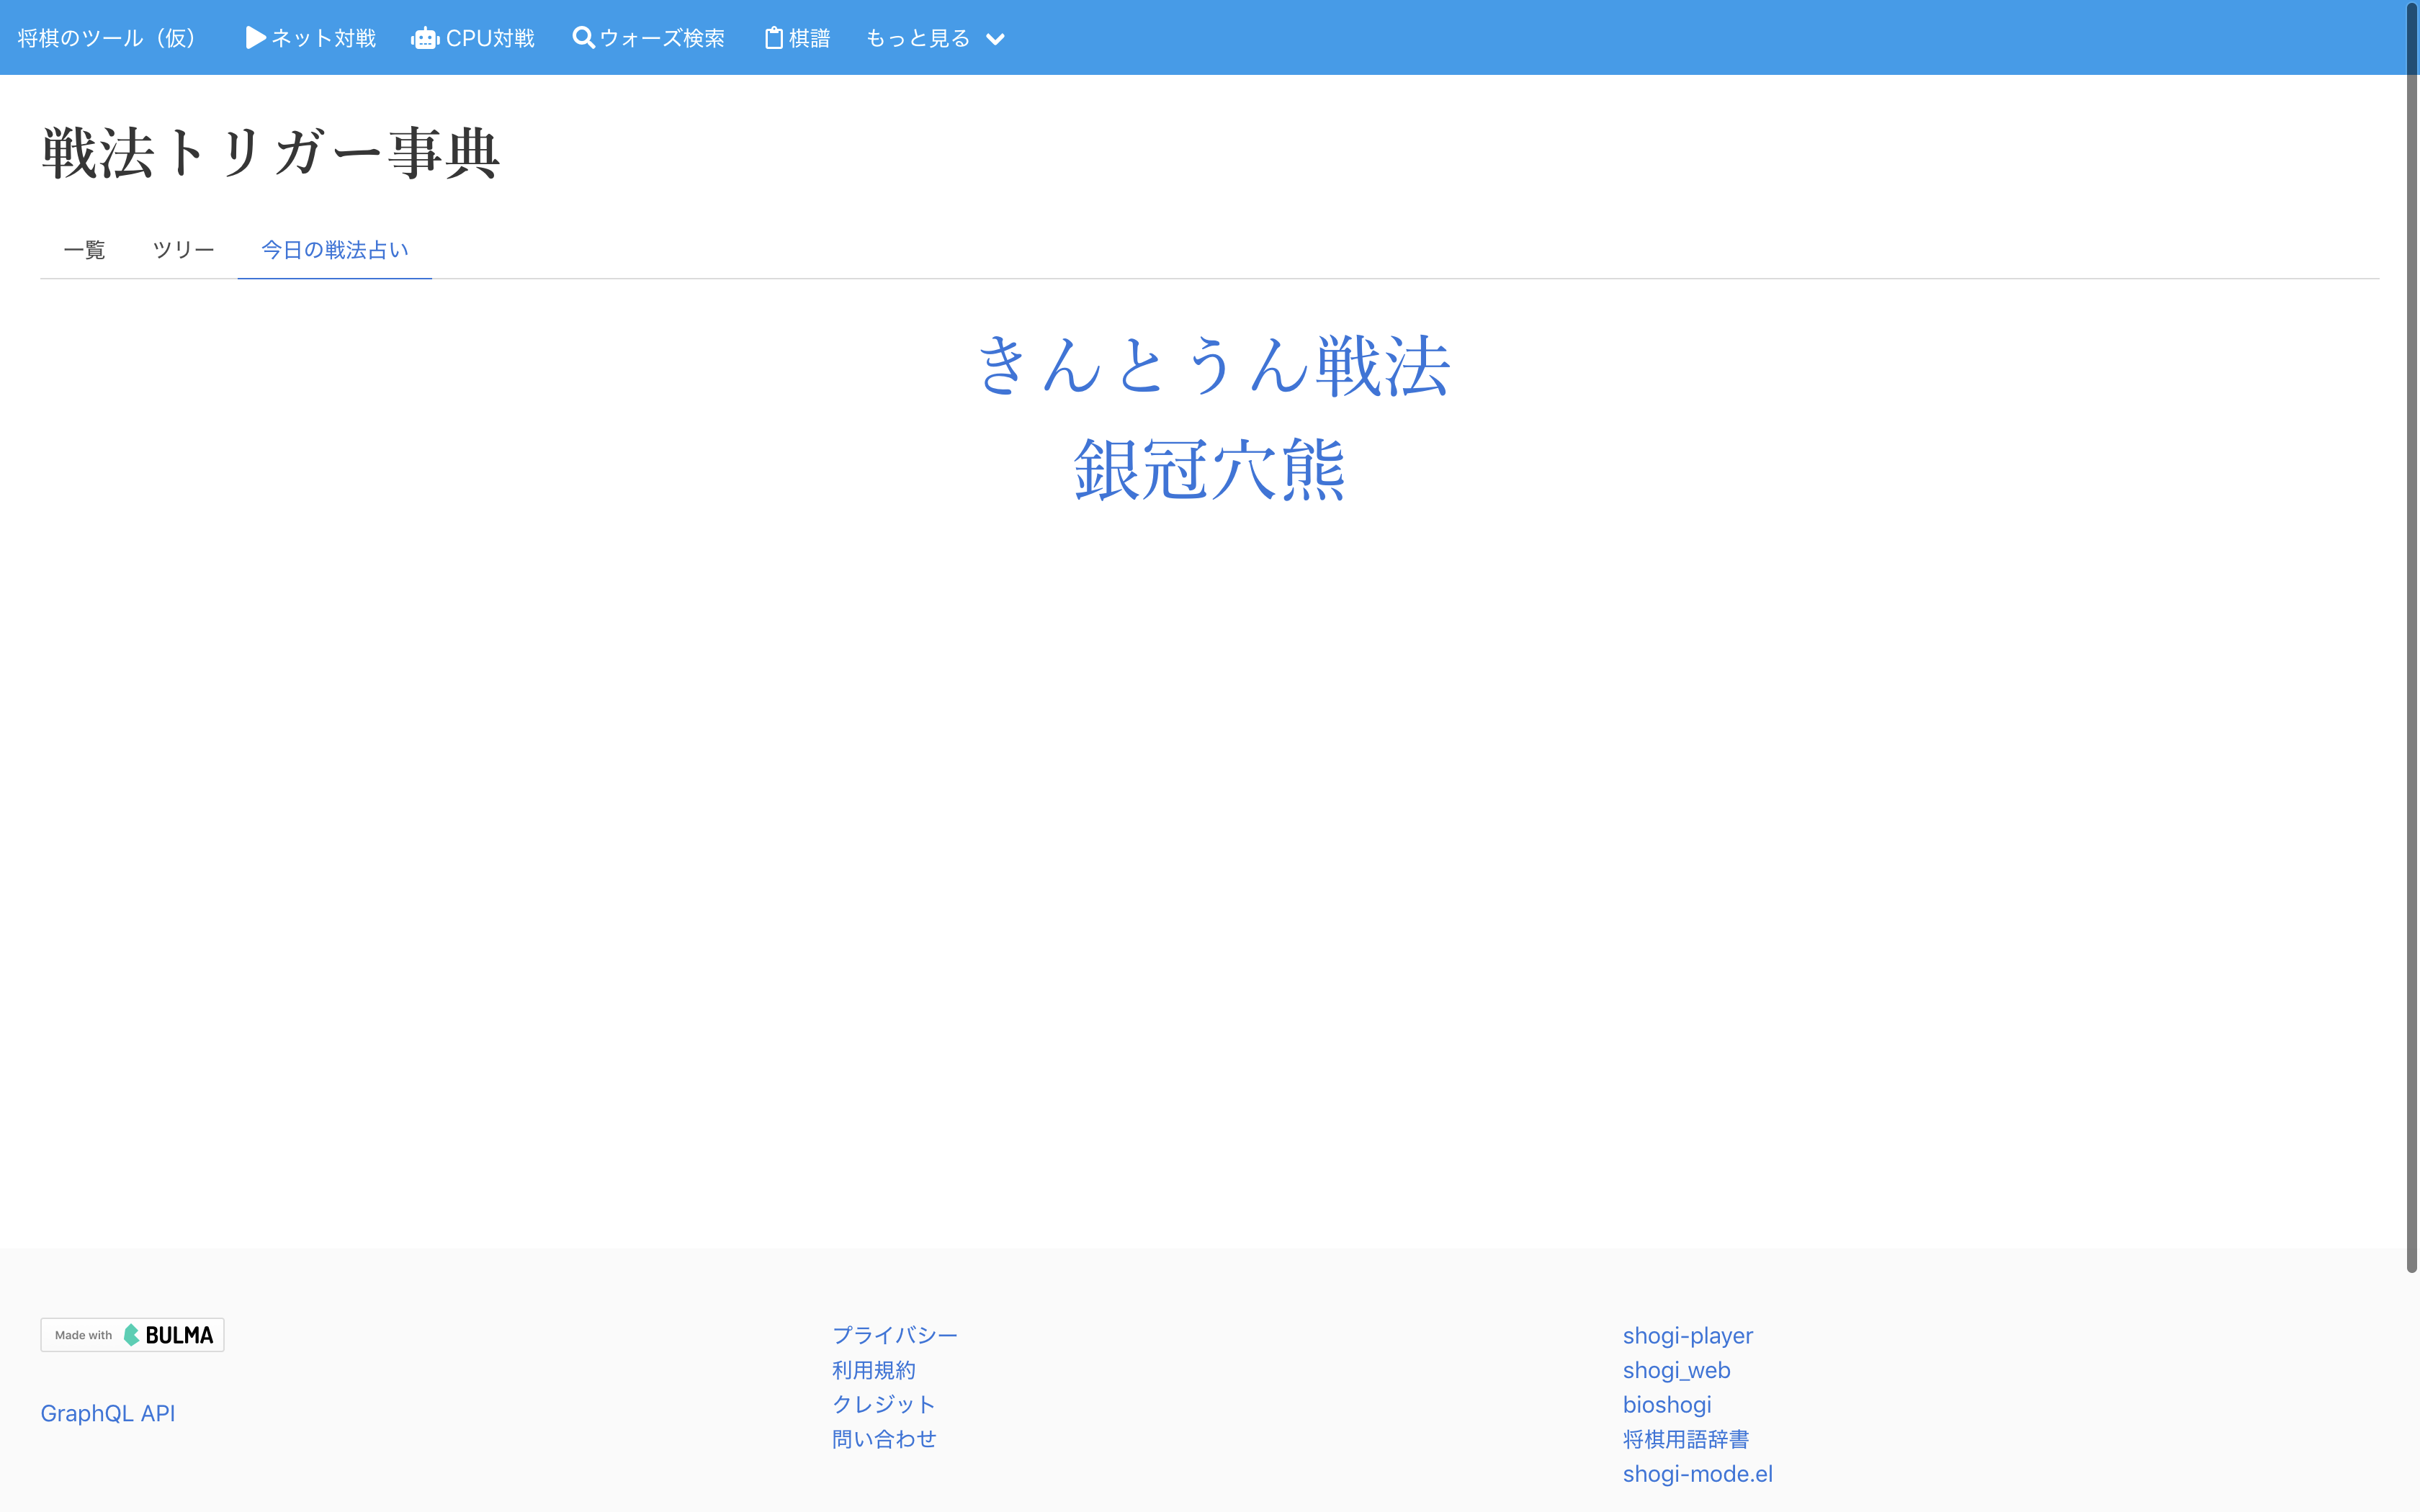 将棋のツール（仮） ネット対戦 CPU対戦 ウォーズ検索 棋譜 もっと見る
戦法トリガー事典
一覧 ツリー 今日の戦法占い
きんとうん戦法
銀冠穴熊
Made with BULMA
GraphQL API
プライバシー
利用規約
クレジット
問い合わせ
shogi-player
shogi_web
bioshogi
将棋用語辞書
shogi-mode.el